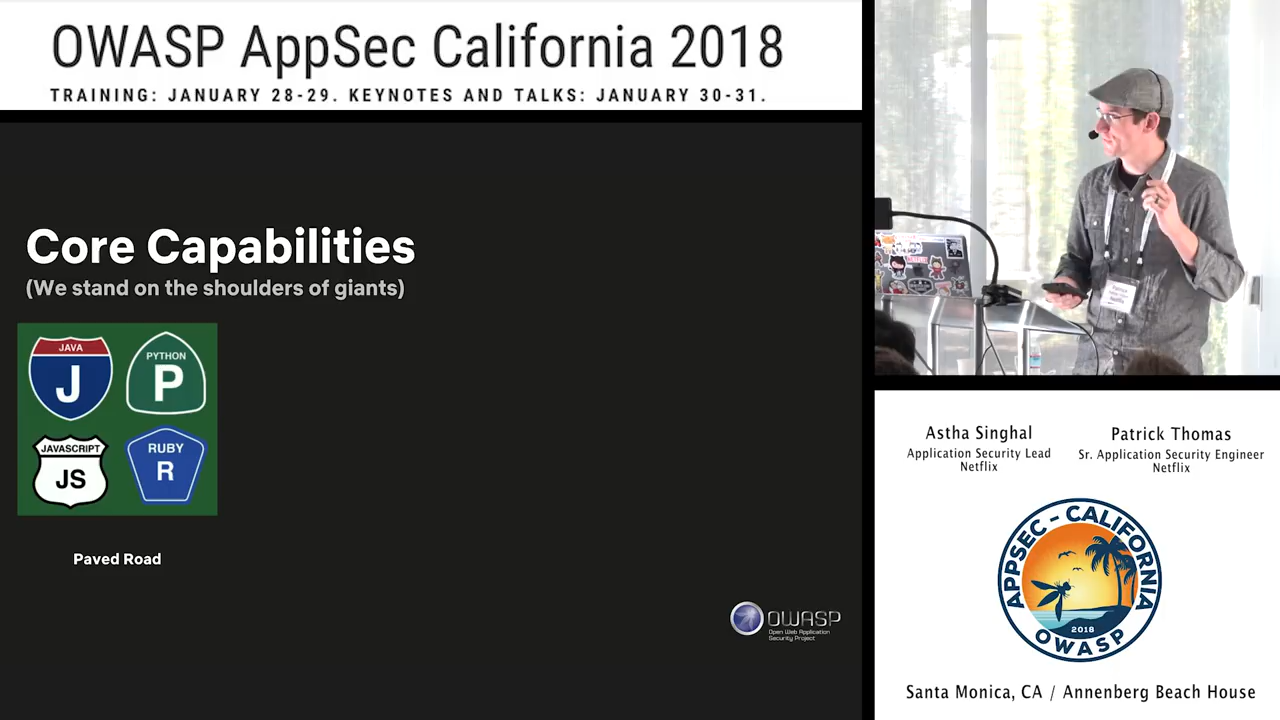 OWASP AppSec California 2018
TRAINING: JANUARY 28-29. KEYNOTES AND TALKS: JANUARY 30-31.
Core Capabilities
(We stand on the shoulders of giants)
JAVA
J
PYTHON
P
JAVASCRIPT
JS
RUBY
R
Paved Road
OWASP
Open Web Application
Security Project
Netflix
Astha Singhal
Application Security Lead
Netflix
Patrick Thomas
Sr. Application Security Engineer
Netflix
APPSEC - CALIFORNIA
2018
OWASP
Santa Monica, CA / Annenberg Beach House